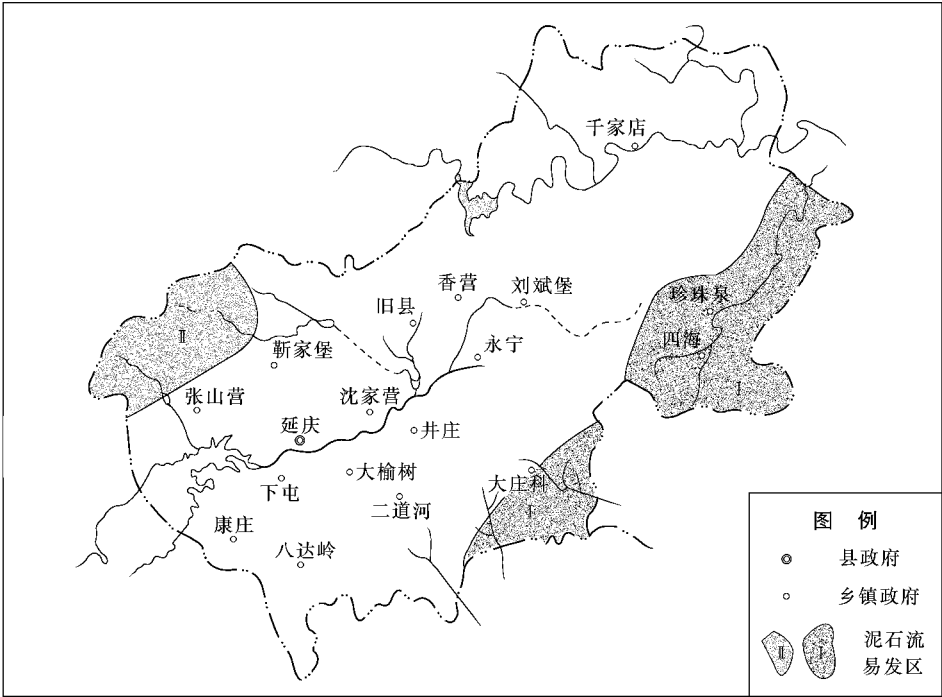 千家店
珍珠泉
香营
刘斌堡
旧县
四海
永宁
Ⅱ
靳家堡
张山营
沈家营
Ⅰ
延庆
井庄
下屯
大榆树
大庄科
二道河
Ⅰ
康庄
八达岭
图 例
县政府
乡镇政府
Ⅱ Ⅰ 泥石流
易发区